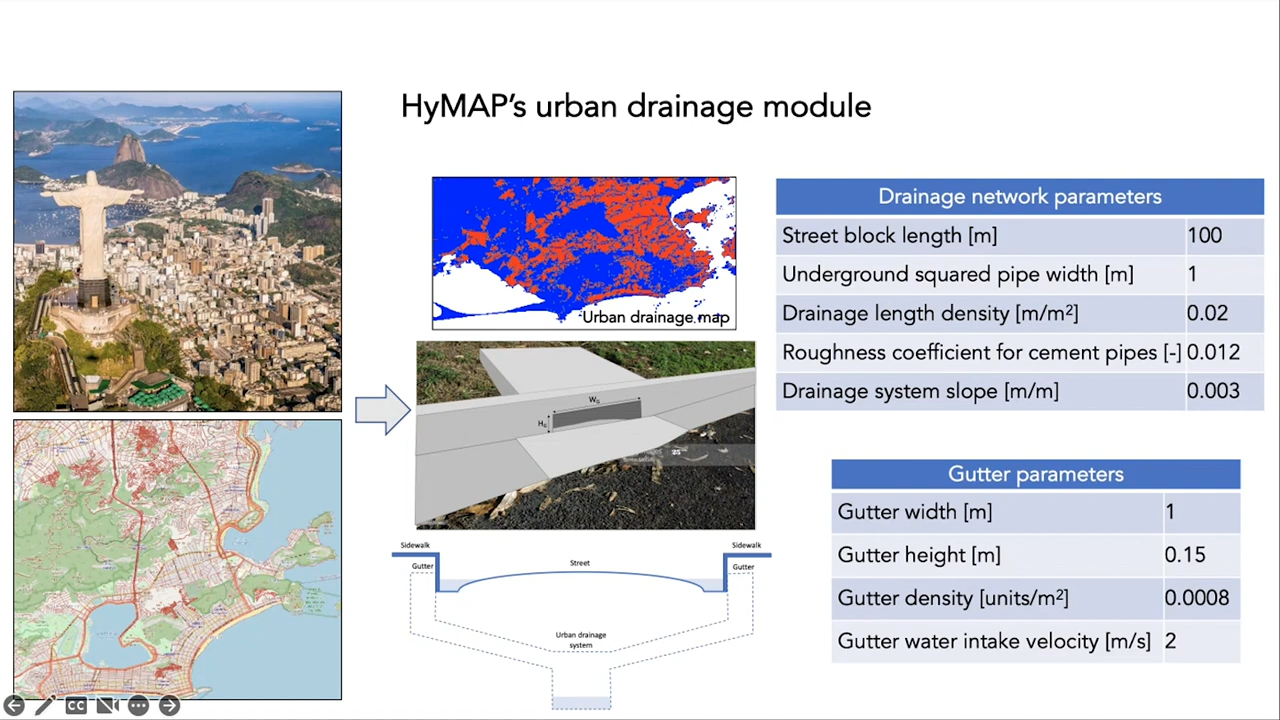 HyMAP's urban drainage module
Urban drainage map
W₀
H₀
Sidewalk
Sidewalk
Gutter
Street
Gutter
Urban drainage
system
Drainage network parameters
Street block length [m] 100
Underground squared pipe width [m] 1
Drainage length density [m/m²] 0.02
Roughness coefficient for cement pipes [-] 0.012
Drainage system slope [m/m] 0.003
Gutter parameters
Gutter width [m] 1
Gutter height [m] 0.15
Gutter density [units/m²] 0.0008
Gutter water intake velocity [m/s] 2
CC